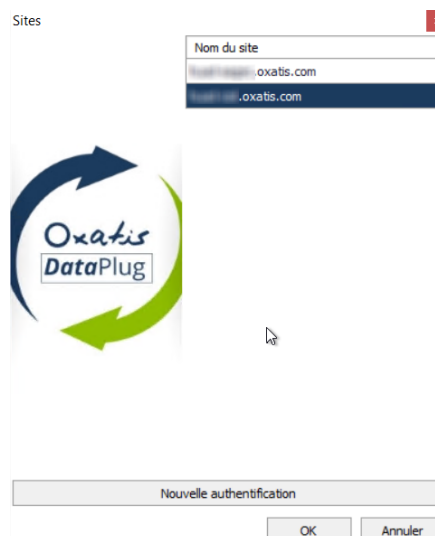 Sites
Nom du site
.oxatis.com
.oxatis.com
Oxatis
DataPlug
Nouvelle authentification
OK
Annuler